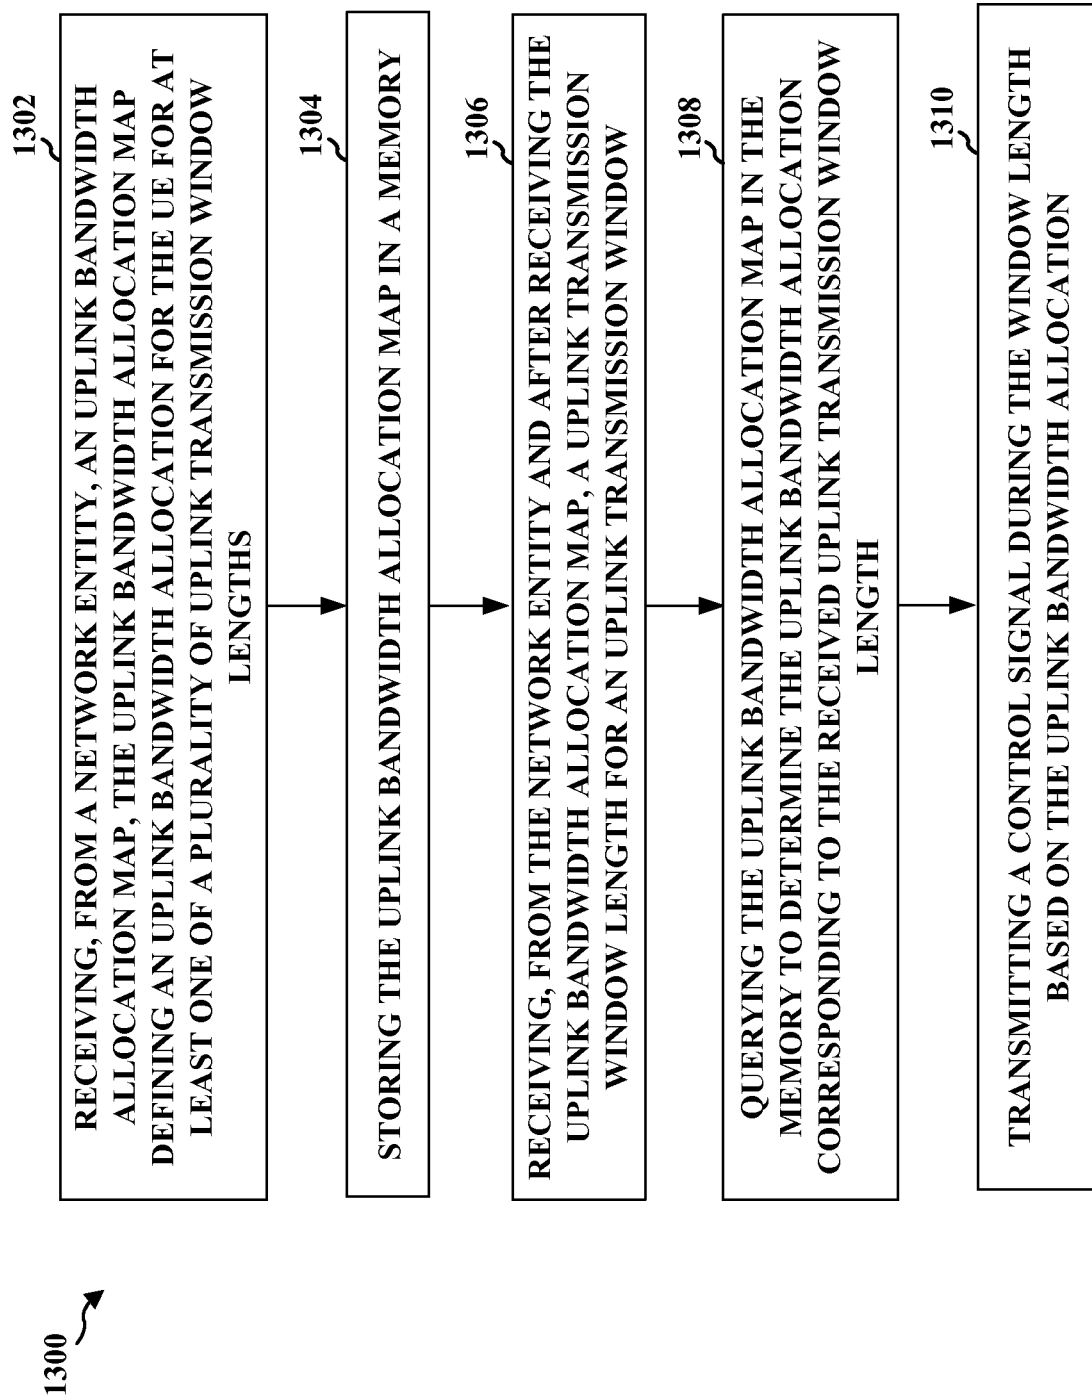 1300
1302
RECEIVING, FROM A NETWORK ENTITY, AN UPLINK BANDWIDTH
ALLOCATION MAP, THE UPLINK BANDWIDTH ALLOCATION MAP
DEFINING AN UPLINK BANDWIDTH ALLOCATION FOR THE UE FOR AT
LEAST ONE OF A PLURALITY OF UPLINK TRANSMISSION WINDOW
LENGTHS
1304
STORING THE UPLINK BANDWIDTH ALLOCATION MAP IN A MEMORY
1306
RECEIVING, FROM THE NETWORK ENTITY AND AFTER RECEIVING THE
UPLINK BANDWIDTH ALLOCATION MAP, A UPLINK TRANSMISSION
WINDOW LENGTH FOR AN UPLINK TRANSMISSION WINDOW
1308
QUERYING THE UPLINK BANDWIDTH ALLOCATION MAP IN THE
MEMORY TO DETERMINE THE UPLINK BANDWIDTH ALLOCATION
CORRESPONDING TO THE RECEIVED UPLINK TRANSMISSION WINDOW
LENGTH
1310
TRANSMITTING A CONTROL SIGNAL DURING THE WINDOW LENGTH
BASED ON THE UPLINK BANDWIDTH ALLOCATION